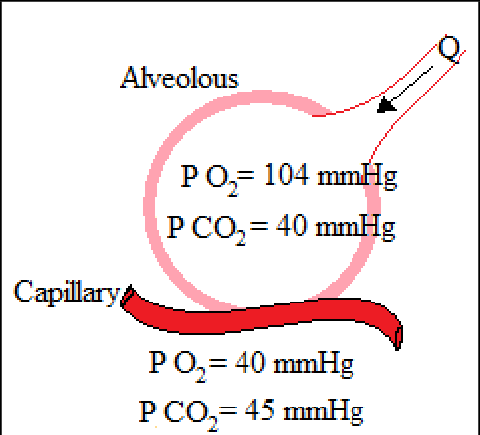 Q
Alveolous
P O₂= 104 mmHg
P CO₂= 40 mmHg
Capillary
P O₂= 40 mmHg
P CO₂= 45 mmHg